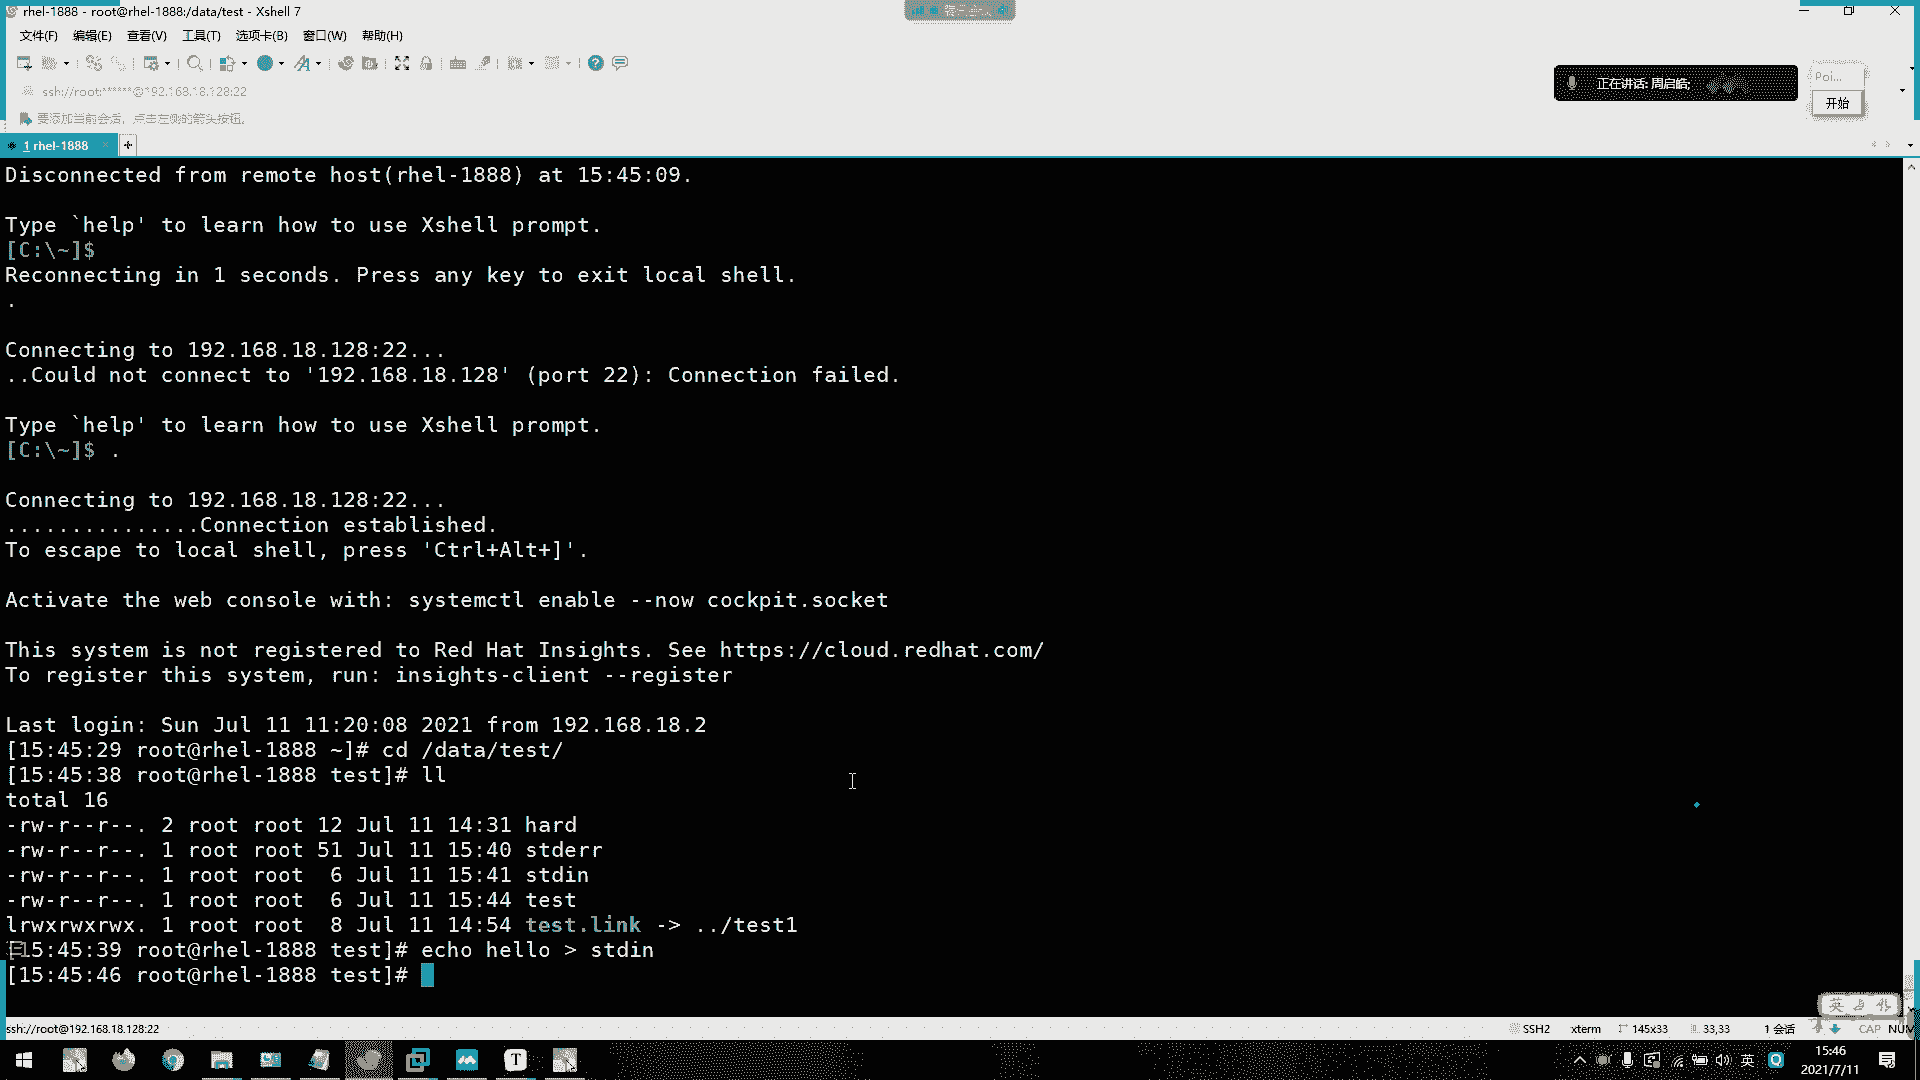 rhel-1888 - root@rhel-1888:/data/test - Xshell 7
文件(F) 编辑(E) 查看(V) 工具(T) 选项卡(B) 窗口(W) 帮助(H)
ssh://root:******@192.168.18.128:22
正在讲话: 周启皓;
Poi...
要添加当前会话，点击左侧的箭头按钮。
开始
1 rhel-1888
Disconnected from remote host(rhel-1888) at 15:45:09.
Type `help' to learn how to use Xshell prompt.
[C:\~]$
Reconnecting in 1 seconds. Press any key to exit local shell.
.
Connecting to 192.168.18.128:22...
..Could not connect to '192.168.18.128' (port 22): Connection failed.
Type `help' to learn how to use Xshell prompt.
[C:\~]$ .
Connecting to 192.168.18.128:22...
...............Connection established.
To escape to local shell, press 'Ctrl+Alt+]'.
Activate the web console with: systemctl enable --now cockpit.socket
This system is not registered to Red Hat Insights. See https://cloud.redhat.com/
To register this system, run: insights-client --register
Last login: Sun Jul 11 11:20:08 2021 from 192.168.18.2
[15:45:29 root@rhel-1888 ~]# cd /data/test/
[15:45:38 root@rhel-1888 test]# ll
total 16
-rw-r--r--. 2 root root 12 Jul 11 14:31 hard
-rw-r--r--. 1 root root 51 Jul 11 15:40 stderr
-rw-r--r--. 1 root root  6 Jul 11 15:41 stdin
-rw-r--r--. 1 root root  6 Jul 11 15:44 test
lrwxrwxrwx. 1 root root  8 Jul 11 14:54 test.link -> ../test1
[15:45:39 root@rhel-1888 test]# echo hello > stdin
[15:45:46 root@rhel-1888 test]#
英
ssh://root@192.168.18.128:22 SSH2 xterm 145x33 33,33 1 会话 CAP NUM
英
15:46
2021/7/11